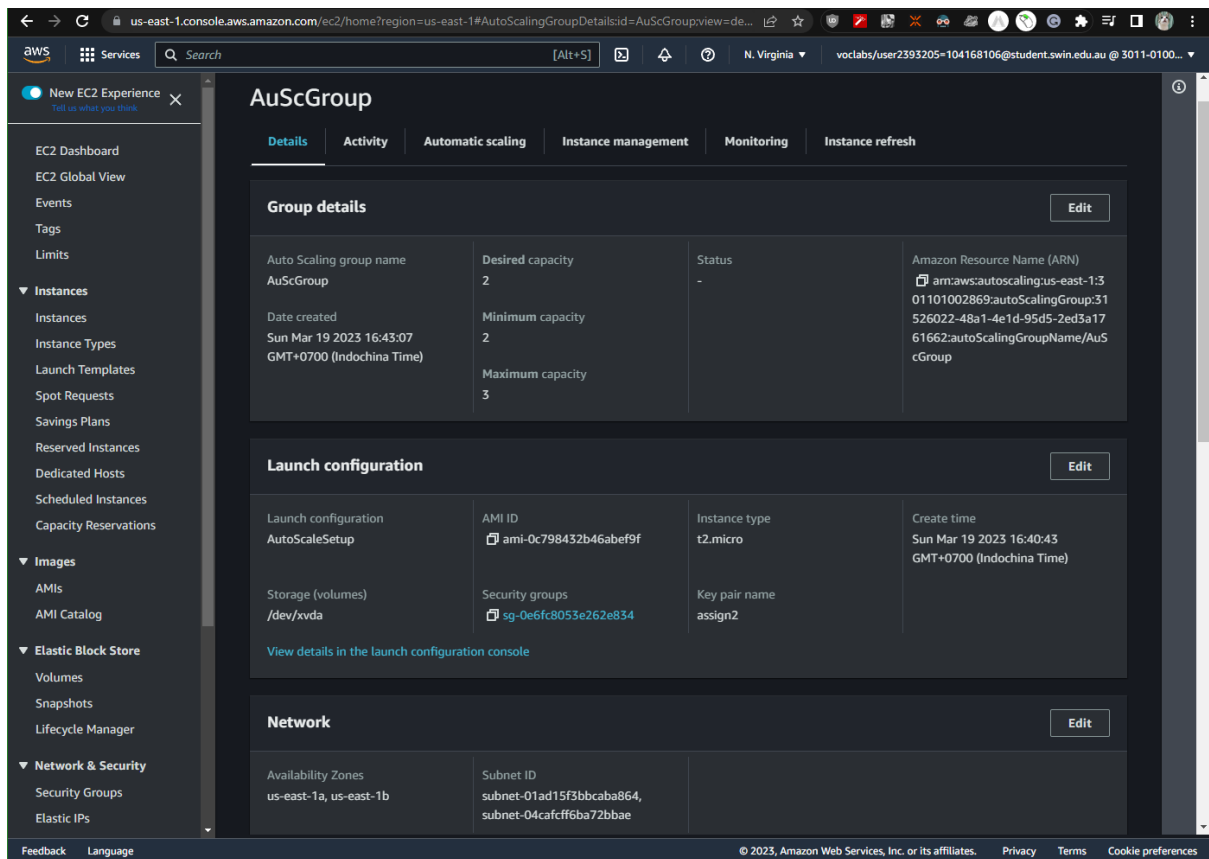 us-east-1.console.aws.amazon.com/ec2/home?region=us-east-1#AutoScalingGroupDetails:id=AuScGroup;view=de...
aws
Services
Search
[Alt+S]
N. Virginia
voclabs/user2393205=104168106@student.swin.edu.au @ 3011-0100...
New EC2 Experience
Tell us what you think
EC2 Dashboard
EC2 Global View
Events
Tags
Limits
Instances
Instances
Instance Types
Launch Templates
Spot Requests
Savings Plans
Reserved Instances
Dedicated Hosts
Scheduled Instances
Capacity Reservations
Images
AMIs
AMI Catalog
Elastic Block Store
Volumes
Snapshots
Lifecycle Manager
Network & Security
Security Groups
Elastic IPs
AuScGroup
Details
Activity
Automatic scaling
Instance management
Monitoring
Instance refresh
Group details
Edit
Auto Scaling group name
AuScGroup
Date created
Sun Mar 19 2023 16:43:07
GMT+0700 (Indochina Time)
Desired capacity
2
Minimum capacity
2
Maximum capacity
3
Status
-
Amazon Resource Name (ARN)
arn:aws:autoscaling:us-east-1:3
01101002869:autoScalingGroup:31
526022-48a1-4e1d-95d5-2ed3a17
61662:autoScalingGroupName/AuS
cGroup
Launch configuration
Edit
Launch configuration
AutoScaleSetup
AMI ID
ami-0c798432b46abef9f
Instance type
t2.micro
Create time
Sun Mar 19 2023 16:40:43
GMT+0700 (Indochina Time)
Storage (volumes)
/dev/xvda
Security groups
sg-0e6fc8053e262e834
Key pair name
assign2
View details in the launch configuration console
Network
Edit
Availability Zones
us-east-1a, us-east-1b
Subnet ID
subnet-01ad15f3bbcaba864,
subnet-04cafcff6ba72bbae
Feedback
Language
© 2023, Amazon Web Services, Inc. or its affiliates.
Privacy
Terms
Cookie preferences